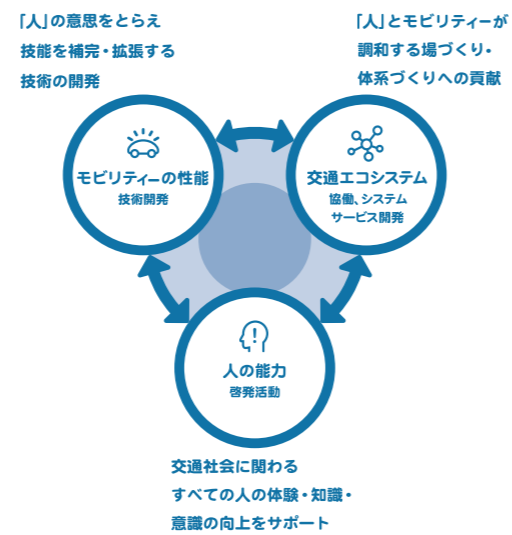 「人」の意思をとらえ
技能を補完・拡張する
技術の開発
「人」とモビリティーが
調和する場づくり・
体系づくりへの貢献
モビリティーの性能
技術開発
交通エコシステム
協働、システム
サービス開発
人の能力
啓発活動
交通社会に関わる
すべての人の体験・知識・
意識の向上をサポート